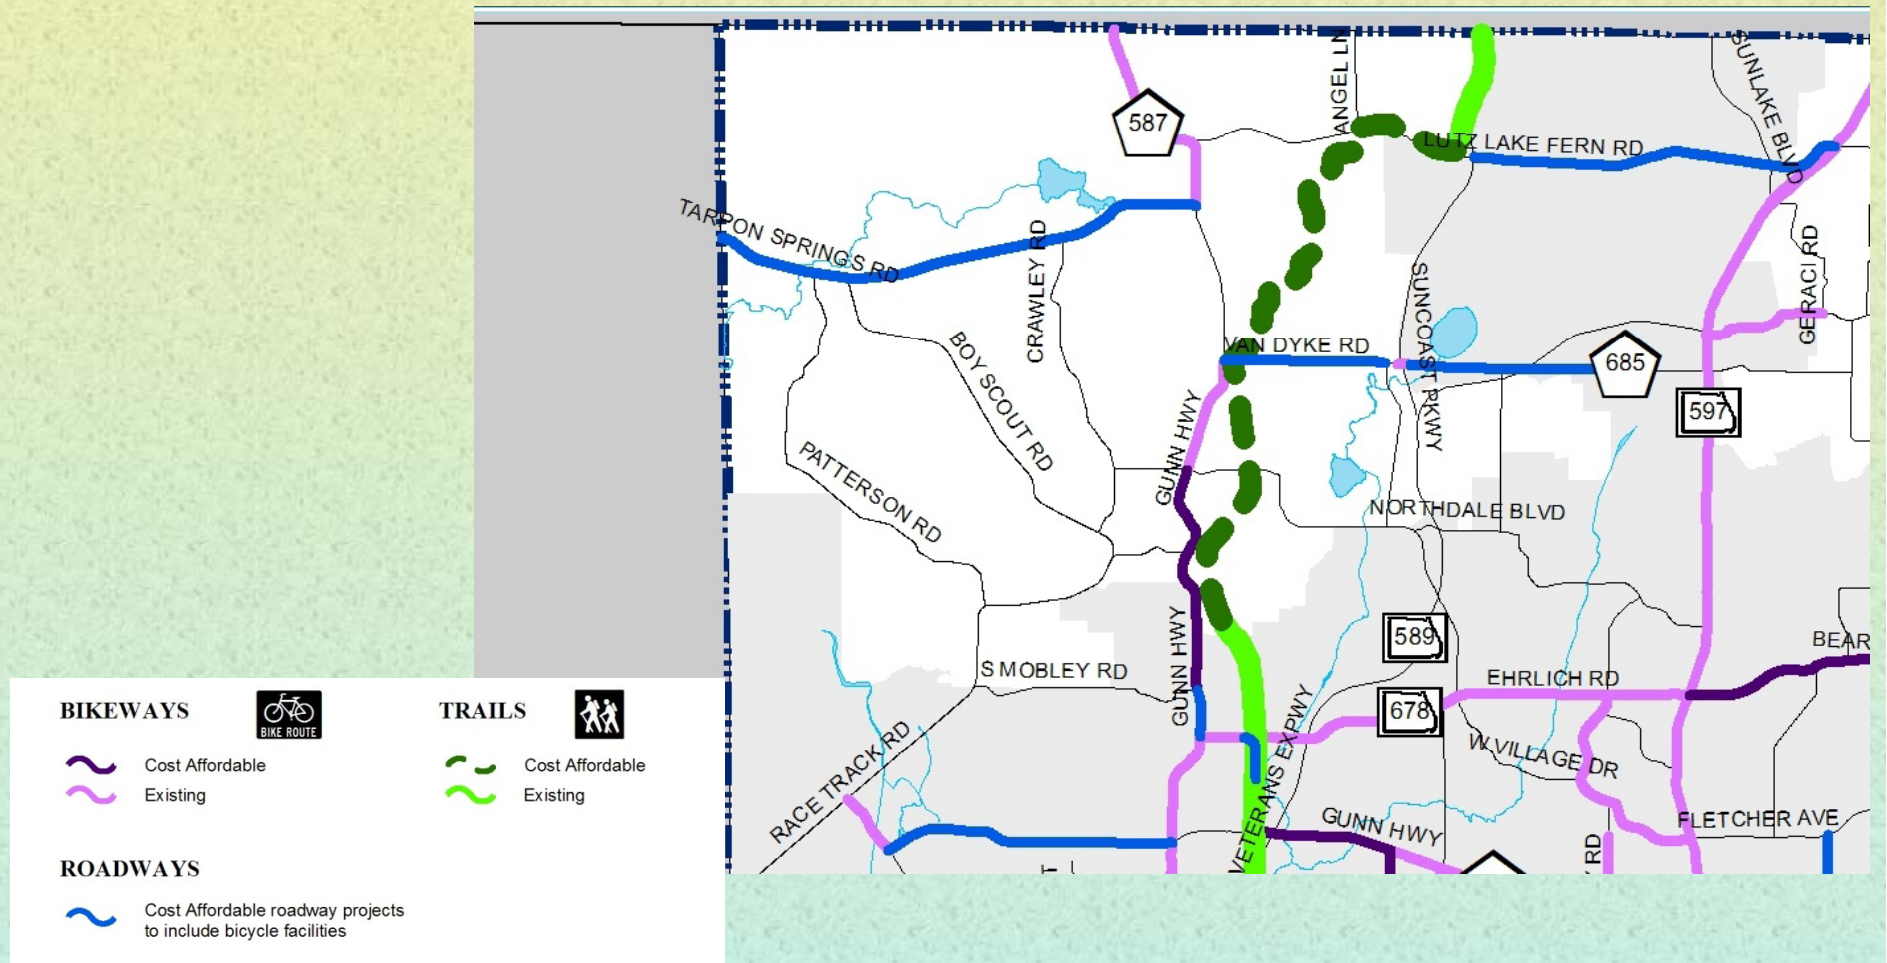 ANGEL LN
SUNLAKE BLVD
587
LUTZ LAKE FERN RD
TARPON SPRINGS RD
CRAWLEY RD
GERACI RD
SUNCOAST PKWY
BOY SCOUT RD
VAN DYKE RD
685
597
GUNN HWY
PATTERSON RD
NORTHDALE BLVD
589
BEAR
GUNN HWY
S MOBLEY RD
EHRLICH RD
678
W VILLAGE DR
RACE TRACK RD
VETERANS EXPWY
GUNN HWY
FLETCHER AVE
RD
BIKEWAYS
BIKE ROUTE
TRAILS
Cost Affordable
Existing
Cost Affordable
Existing
ROADWAYS
Cost Affordable roadway projects
to include bicycle facilities